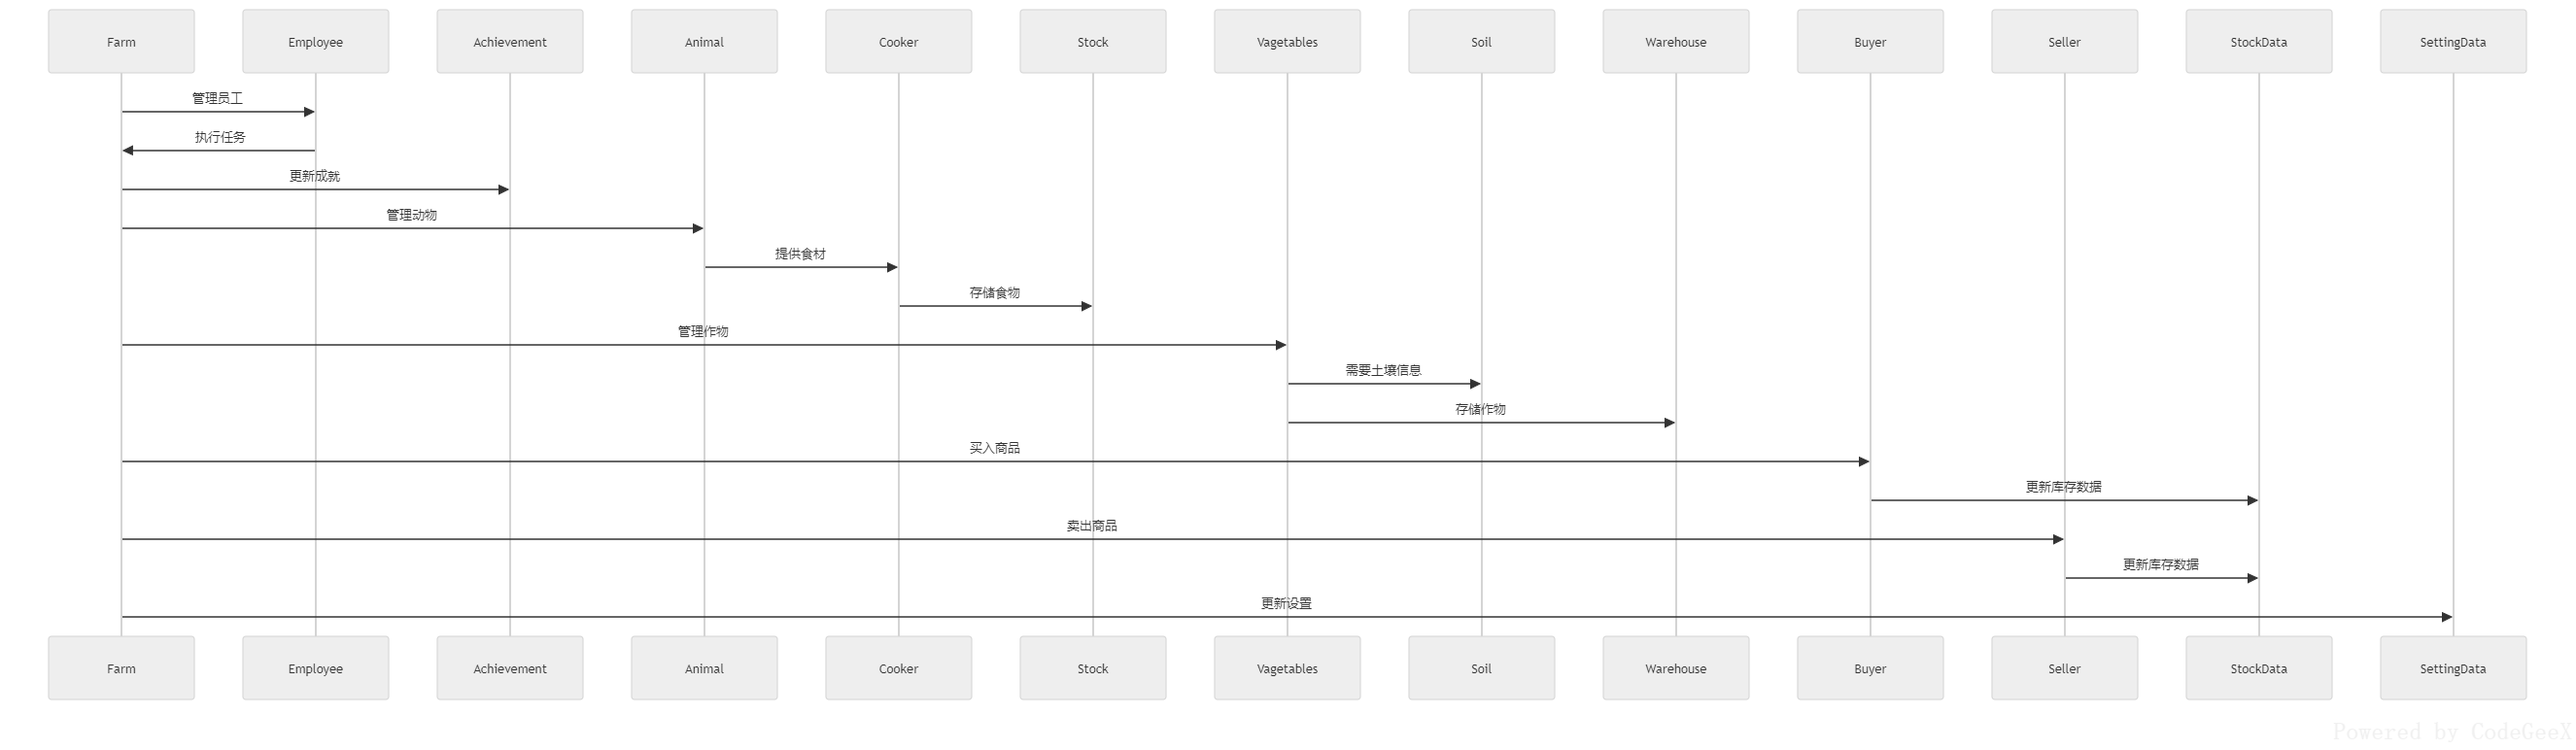 Farm Employee Achievement Animal Cooker Stock Vagetables Soil Warehouse Buyer Seller StockData SettingData
管理员工
执行任务
更新成就
管理动物
提供食材
存储食物
管理作物
需要土壤信息
存储作物
买入商品
更新库存数据
卖出商品
更新库存数据
更新设置
Farm Employee Achievement Animal Cooker Stock Vagetables Soil Warehouse Buyer Seller StockData SettingData
Powered by CodeGeeX